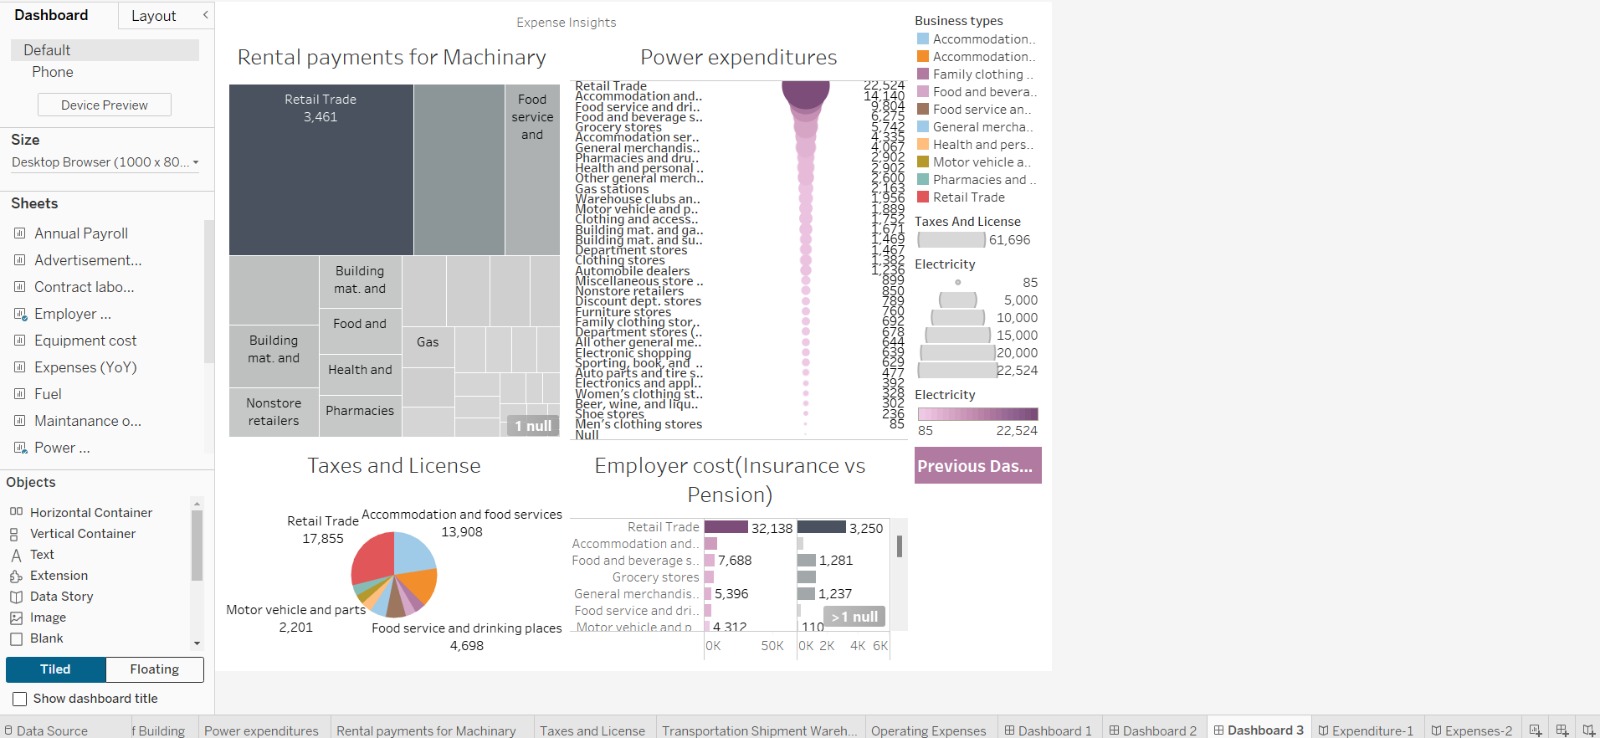 Dashboard
Layout
Default
Phone
Device Preview
Size
Desktop Browser (1000 x 80...
Sheets
Annual Payroll
Advertisement...
Contract labo...
Employer ...
Equipment cost
Expenses (YoY)
Fuel
Maintanance o...
Power ...
Objects
Horizontal Container
Vertical Container
Text
Extension
Data Story
Image
Blank
Tiled
Floating
Show dashboard title
Expense Insights
Rental payments for Machinary
Retail Trade
3,461
Food
service
and
Building
mat. and
Building
mat. and
Food and
Health and
Nonstore
retailers
Pharmacies
Gas
1 null
Power expenditures
Retail Trade 22,524
Accommodation and.. 14,140
Food service and dri.. 9,804
Food and beverage s.. 6,275
Grocery stores 5,742
Accommodation ser.. 4,335
General merchandis.. 4,067
Pharmacies and dru.. 2,902
Health and personal .. 2,902
Other general merch.. 2,600
Gas stations 2,163
Warehouse clubs an.. 1,956
Motor vehicle and p.. 1,889
Clothing and access.. 1,752
Building mat. and ga.. 1,671
Building mat. and su.. 1,469
Department stores 1,467
Clothing stores 1,382
Automobile dealers 1,236
Miscellaneous store .. 899
Nonstore retailers 850
Discount dept. stores 789
Furniture stores 760
Family clothing stor.. 692
Department stores (.. 678
All other general me.. 644
Electronic shopping 639
Sporting, book, and .. 629
Auto parts and tire s.. 477
Electronics and appl.. 392
Women's clothing st.. 328
Beer, wine, and liqu.. 302
Shoe stores 236
Men's clothing stores 85
Null
Taxes and License
Retail Trade
17,855
Accommodation and food services
13,908
Motor vehicle and parts
2,201
Food service and drinking places
4,698
Employer cost(Insurance vs
Pension)
Retail Trade 32,138 3,250
Accommodation and..
Food and beverage s.. 7,688 1,281
Grocery stores
General merchandis.. 5,396 1,237
Food service and dri..
Motor vehicle and p 4,312 110
>1 null
0K 50K 0K 2K 4K 6K
Business types
Accommodation..
Accommodation..
Family clothing ..
Food and bevera..
Food service an..
General mercha..
Health and pers..
Motor vehicle a..
Pharmacies and ..
Retail Trade
Taxes And License
61,696
Electricity
85
5,000
10,000
15,000
20,000
22,524
Electricity
85 22,524
Previous Das...
Data Source
f Building
Power expenditures
Rental payments for Machinary
Taxes and License
Transportation Shipment Wareh...
Operating Expenses
Dashboard 1
Dashboard 2
Dashboard 3
Expenditure-1
Expenses-2